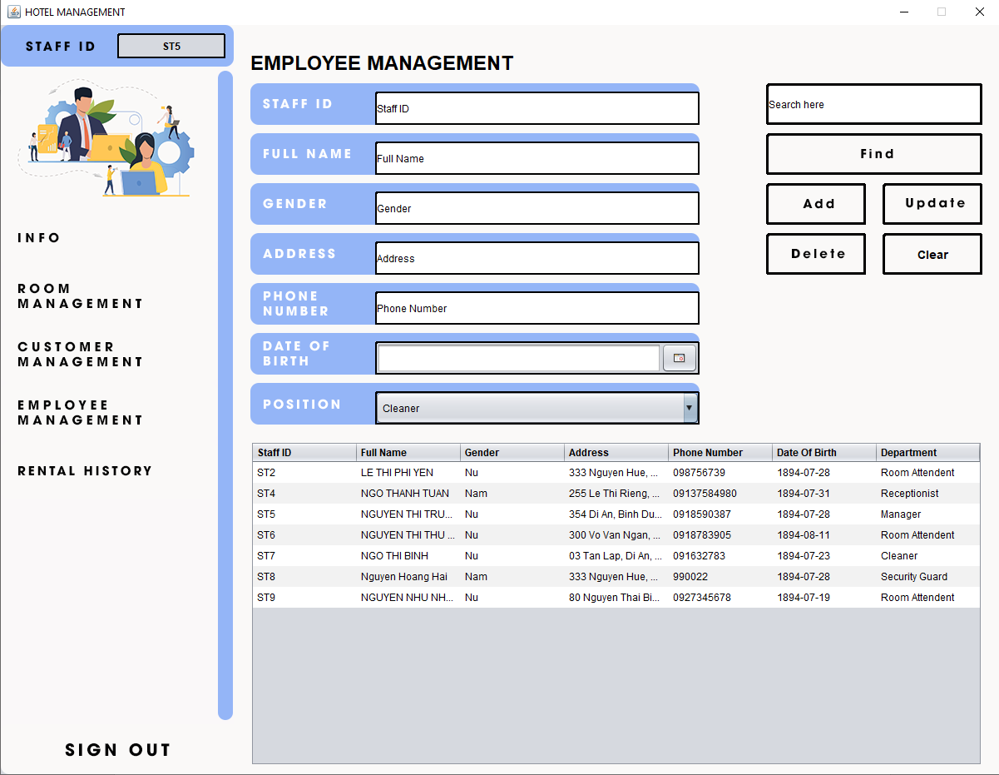 HOTEL MANAGEMENT
STAFF ID ST5
INFO
ROOM
MANAGEMENT
CUSTOMER
MANAGEMENT
EMPLOYEE
MANAGEMENT
RENTAL HISTORY
SIGN OUT
EMPLOYEE MANAGEMENT
STAFF ID Staff ID
FULL NAME Full Name
GENDER Gender
ADDRESS Address
PHONE
NUMBER Phone Number
DATE OF
BIRTH
POSITION Cleaner
Search here
Find
Add Update
Delete Clear
Staff ID Full Name Gender Address Phone Number Date Of Birth Department
ST2 LE THI PHI YEN Nu 333 Nguyen Hue, ... 098756739 1894-07-28 Room Attendent
ST4 NGO THANH TUAN Nam 255 Le Thi Rieng, ... 09137584980 1894-07-31 Receptionist
ST5 NGUYEN THI TRU... Nu 354 Di An, Binh Du... 0918590387 1894-07-28 Manager
ST6 NGUYEN THI THU ... Nu 300 Vo Van Ngan, ... 0918783905 1894-08-11 Room Attendent
ST7 NGO THI BINH Nu 03 Tan Lap, Di An, ... 091632783 1894-07-23 Cleaner
ST8 Nguyen Hoang Hai Nam 333 Nguyen Hue, ... 990022 1894-07-28 Security Guard
ST9 NGUYEN NHU NH... Nu 80 Nguyen Thai Bi... 0927345678 1894-07-19 Room Attendent